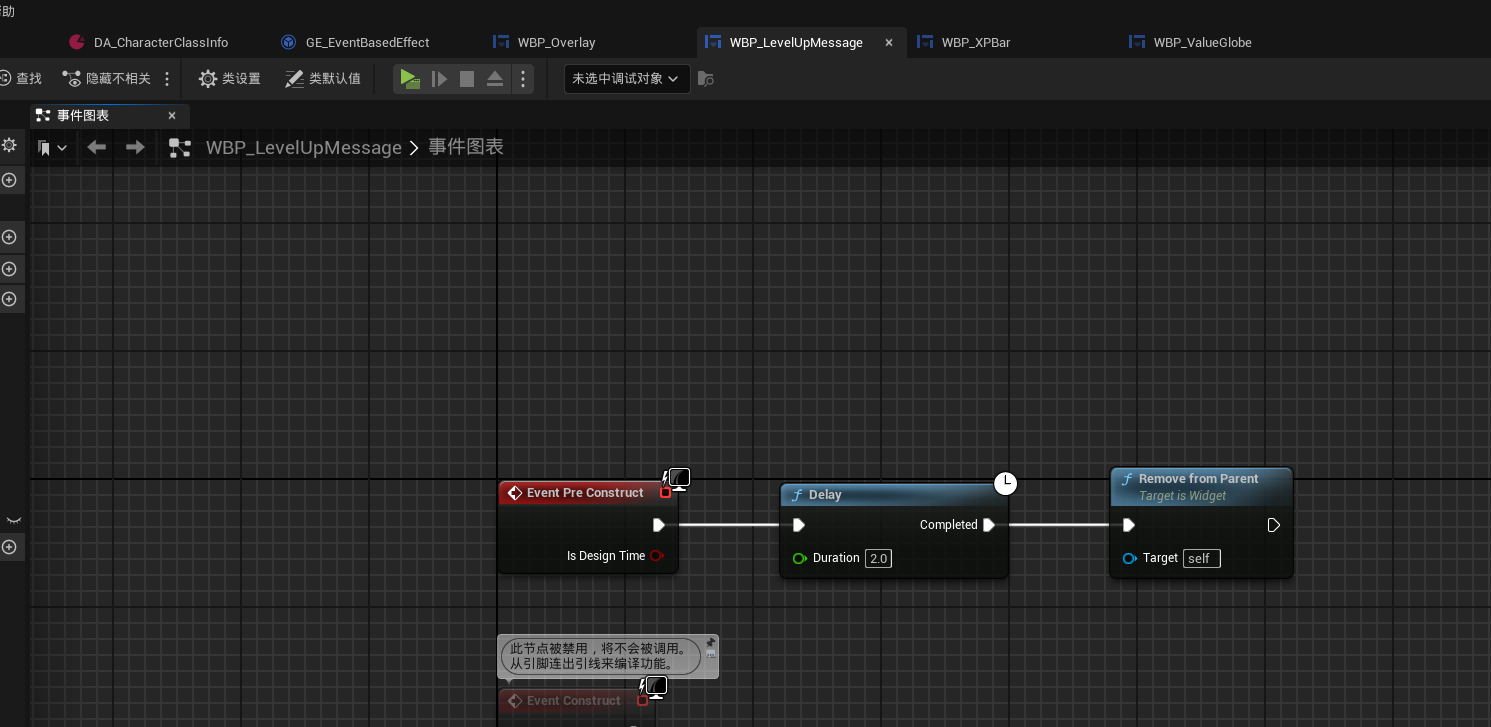 助
DA_CharacterClassInfo
GE_EventBasedEffect
WBP_Overlay
WBP_LevelUpMessage
WBP_XPBar
WBP_ValueGlobe
查找
隐藏不相关
类设置
类默认值
未选中调试对象
事件图表
WBP_LevelUpMessage > 事件图表
Event Pre Construct
Is Design Time
Delay
Completed
Duration 2.0
Remove from Parent
Target is Widget
Target self
此节点被禁用，将不会被调用。
从引脚连出引线来编译功能。
Event Construct